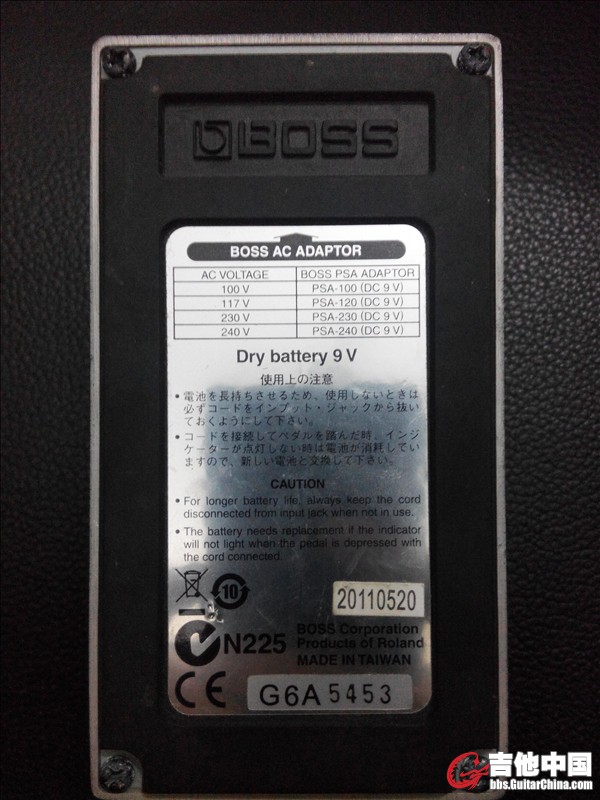 BOSS
BOSS AC ADAPTOR
AC VOLTAGE BOSS PSA ADAPTOR
100 V PSA-100 (DC 9 V)
117 V PSA-120 (DC 9 V)
230 V PSA-230 (DC 9 V)
240 V PSA-240 (DC 9 V)
Dry battery 9 V
使用上の注意
• 電池を長持ちさせるため、使用しないときは
必ずコードをインプット・ジャックから抜い
ておくようにして下さい。
• コードを接続してペダルを踏んだ時、インジ
ケーターが点灯しない時は電池が消耗してい
ますので、新しい電池と交換して下さい。
CAUTION
• For longer battery life, always keep the cord
disconnected from input jack when not in use.
• The battery needs replacement if the indicator
will not light when the pedal is depressed with
the cord connected.
10
20110520
N225
BOSS Corporation
Products of Roland
MADE IN TAIWAN
CE
G6A 5453
吉他中国
bbs.GuitarChina.com